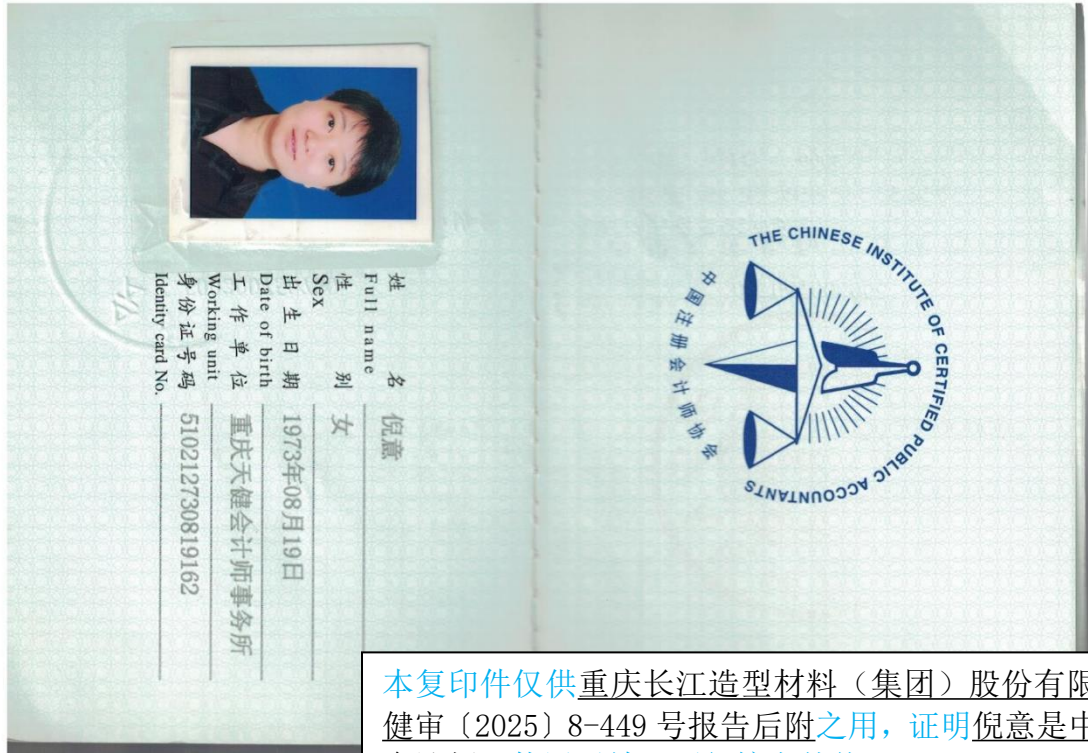 姓名 倪意
Full name
性别 女
Sex
出生日期 1973年08月19日
Date of birth
工作单位 重庆天健会计师事务所
Working unit
身份证号码 510212730819162
Identity card No.
THE CHINESE INSTITUTE OF CERTIFIED PUBLIC ACCOUNTANTS
中国注册会计师协会
本复印件仅供重庆长江造型材料（集团）股份有限
健审〔2025〕8-449 号报告后附之用，证明倪意是中